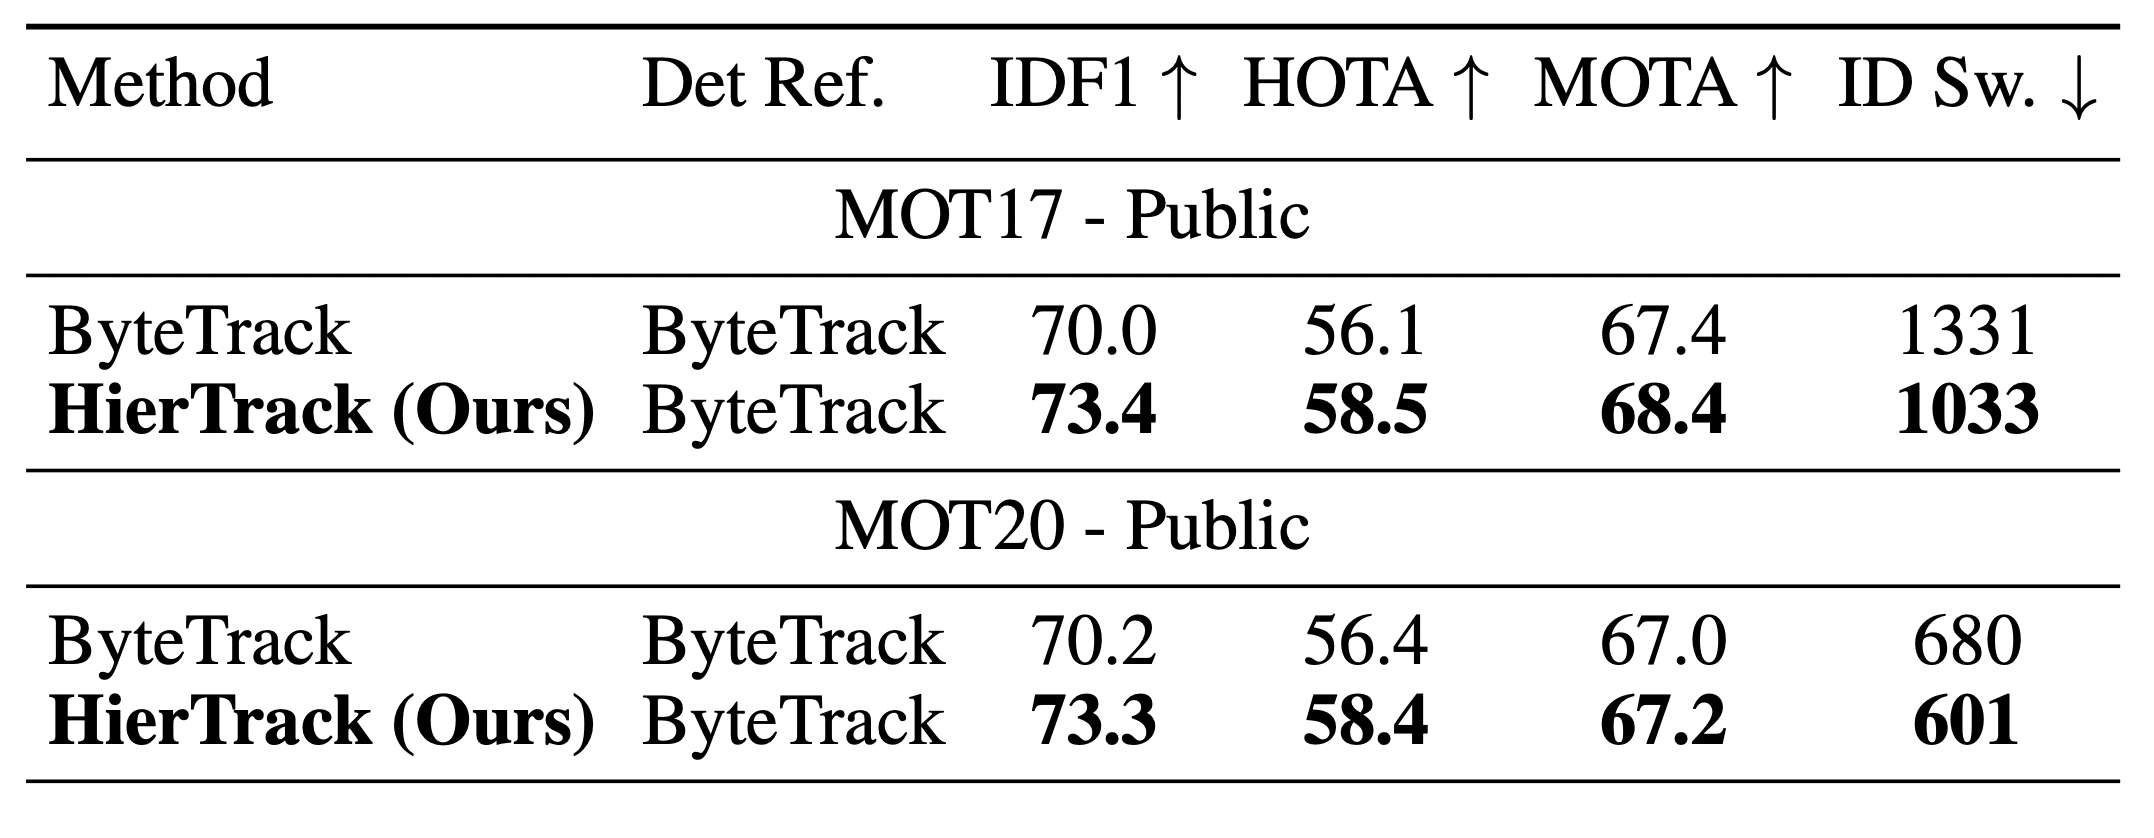 Method Det Ref. IDF1 ↑ HOTA ↑ MOTA ↑ ID Sw. ↓
MOT17 - Public
ByteTrack ByteTrack 70.0 56.1 67.4 1331
HierTrack (Ours) ByteTrack 73.4 58.5 68.4 1033
MOT20 - Public
ByteTrack ByteTrack 70.2 56.4 67.0 680
HierTrack (Ours) ByteTrack 73.3 58.4 67.2 601